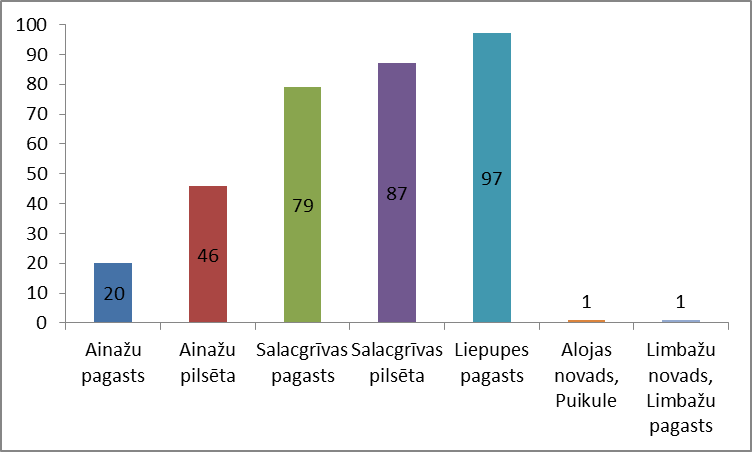 100
90
80
70
60
50
40
30
20
10
0
20
46
79
87
97
1
1
Ainažu
pagasts
Ainažu
pilsēta
Salacgrīvas
pagasts
Salacgrīvas
pilsēta
Liepupes
pagasts
Alojas
novads,
Puikule
Limbažu
novads,
Limbažu
pagasts